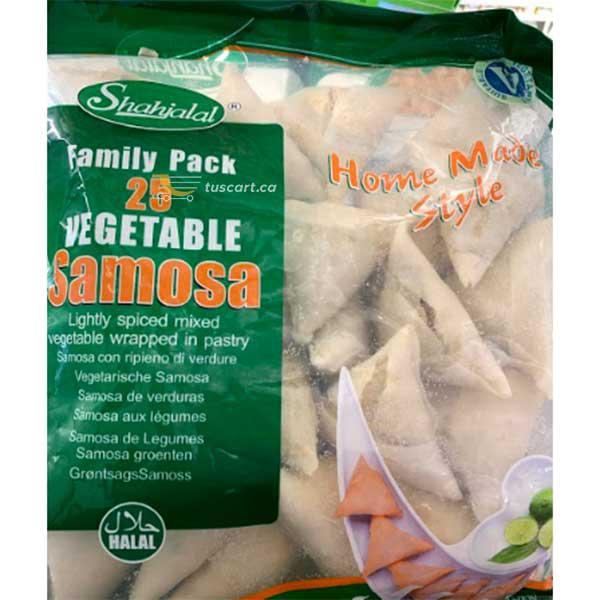 Shahjalal ®
Family Pack
25
tuscart.ca
VEGETABLE
Samosa
Lightly spiced mixed
vegetable wrapped in pastry
Samosa con ripieno di verdure
Vegetarische Samosa
Samosa de verduras
Samosa aux légumes
Samosa de Legumes
Samosa groenten
GrøntsagsSamoss
حلال
HALAL
Home Made
Style